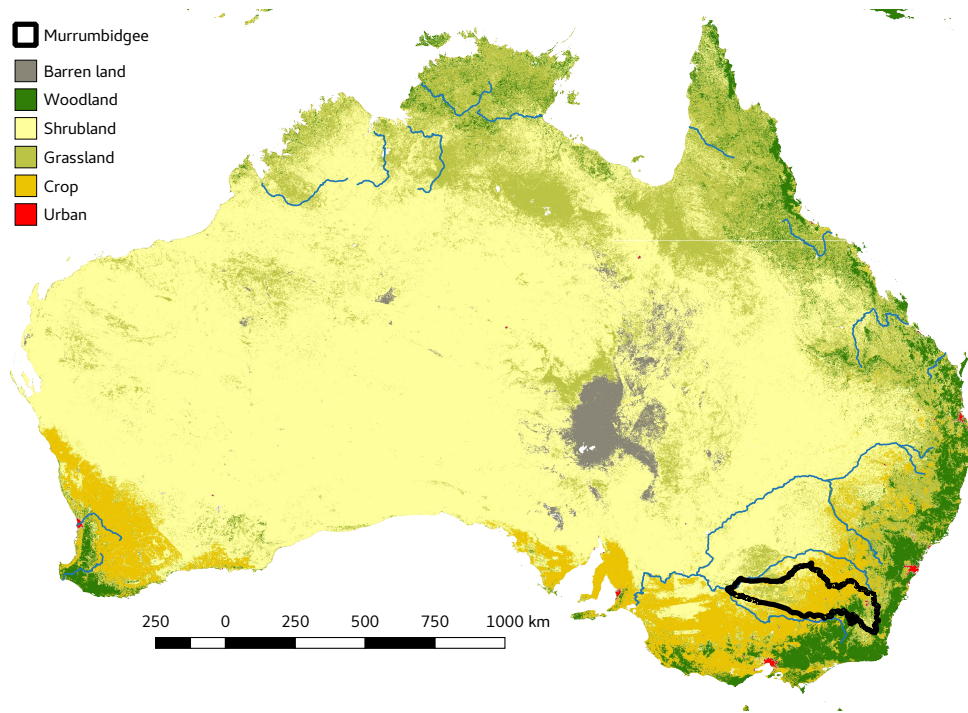 Murrumbidgee
Barren land
Woodland
Shrubland
Grassland
Crop
Urban
250 0 250 500 750 1000 km